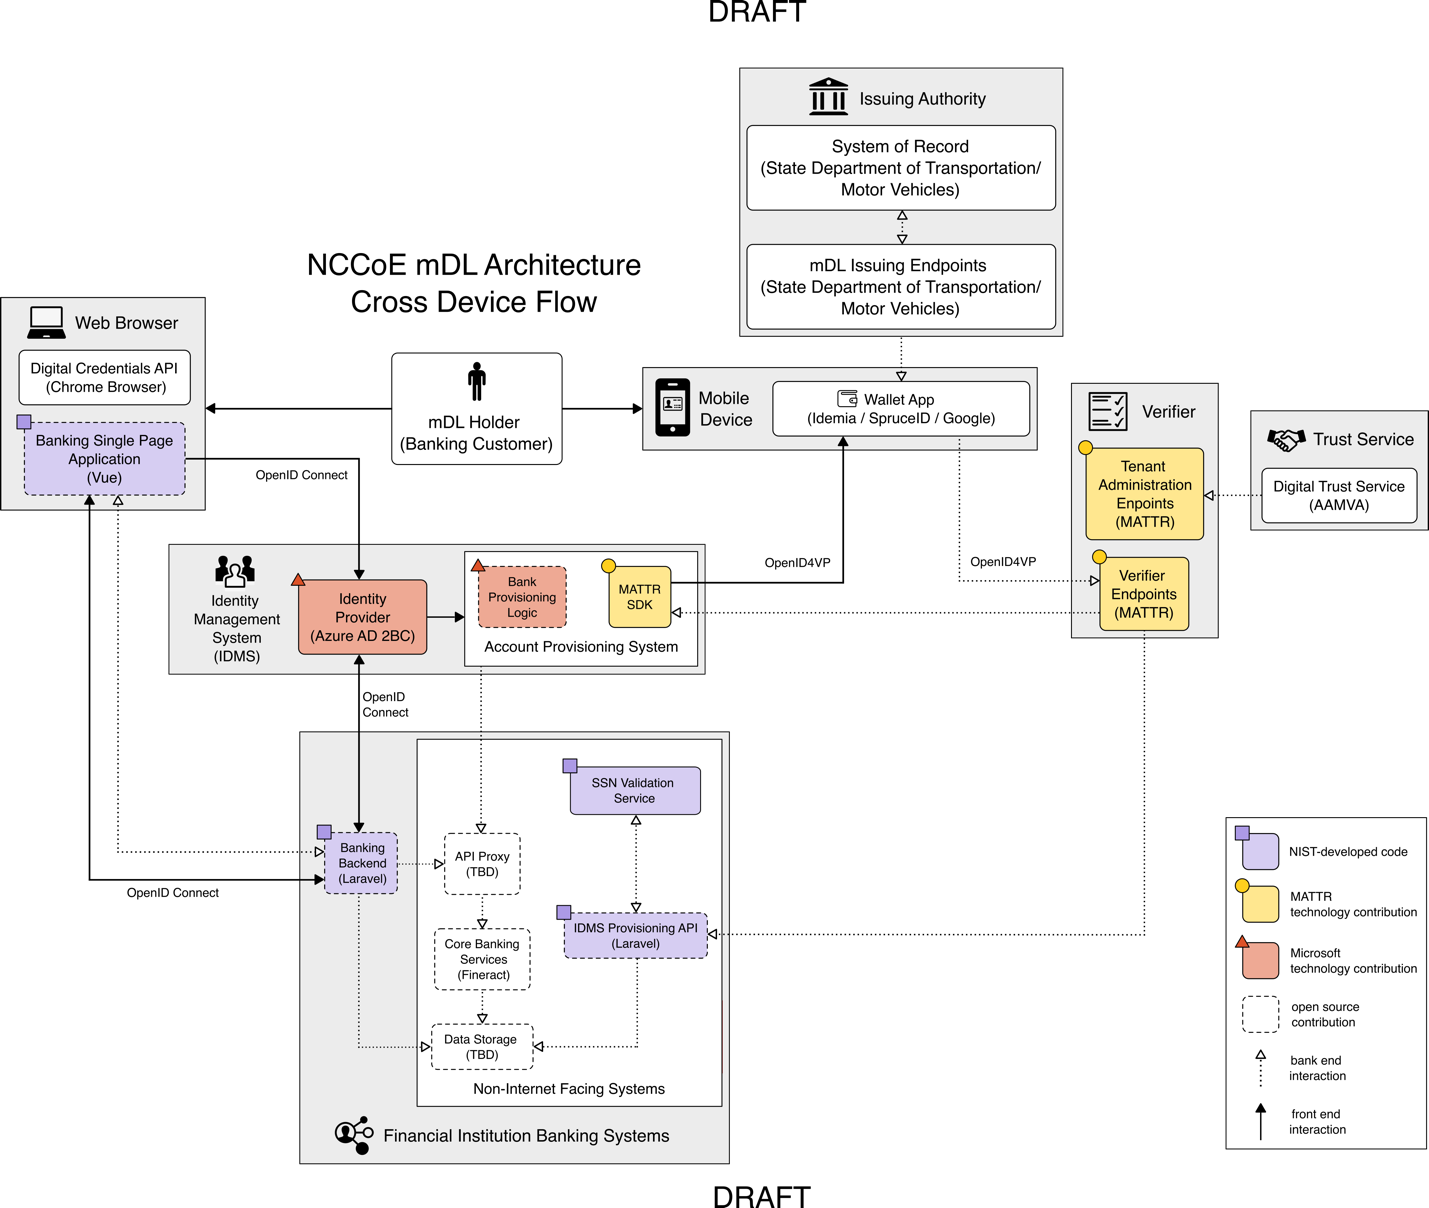 DRAFT
Issuing Authority
System of Record
(State Department of Transportation/
Motor Vehicles)
mDL Issuing Endpoints
(State Department of Transportation/
Motor Vehicles)
NCCoE mDL Architecture
Cross Device Flow
Web Browser
Digital Credentials API
(Chrome Browser)
Banking Single Page
Application
(Vue)
OpenID Connect
mDL Holder
(Banking Customer)
Mobile
Device
Wallet App
(Idemia / SpruceID / Google)
Verifier
Tenant
Administration
Enpoints
(MATTR)
Verifier
Endpoints
(MATTR)
Trust Service
Digital Trust Service
(AAMVA)
OpenID4VP
OpenID4VP
Identity
Management
System
(IDMS)
Identity
Provider
(Azure AD 2BC)
Bank
Provisioning
Logic
MATTR
SDK
Account Provisioning System
OpenID
Connect
SSN Validation
Service
Banking
Backend
(Laravel)
API Proxy
(TBD)
OpenID Connect
IDMS Provisioning API
(Laravel)
Core Banking
Services
(Fineract)
Data Storage
(TBD)
Non-Internet Facing Systems
Financial Institution Banking Systems
NIST-developed code
MATTR
technology contribution
Microsoft
technology contribution
open source
contribution
bank end
interaction
front end
interaction
DRAFT